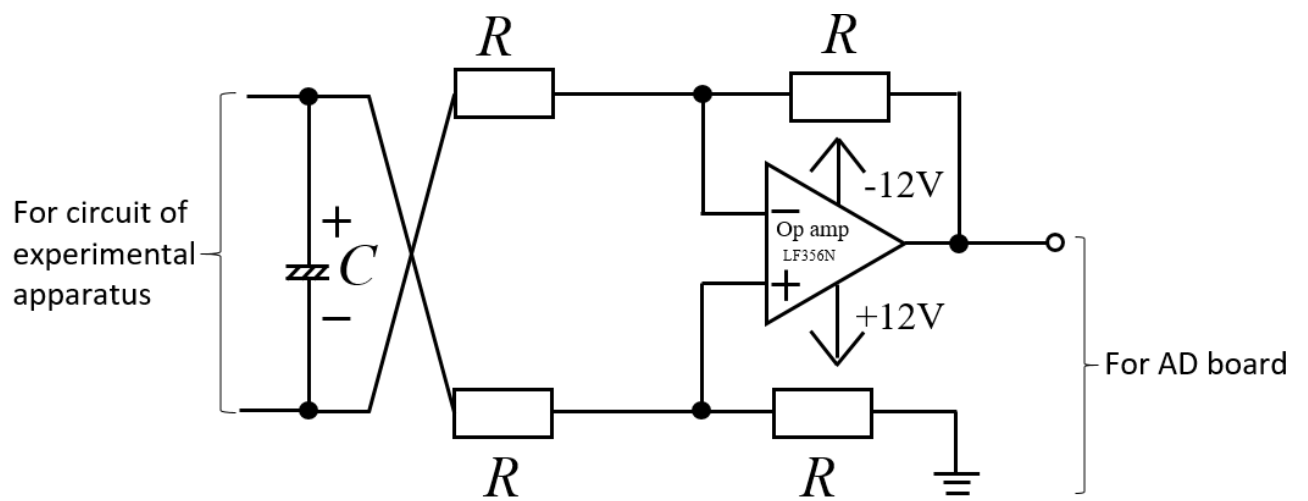 R
R
-12V
For circuit of
experimental
apparatus
+
C
−
−
Op amp
LF356N
+
+12V
For AD board
R
R